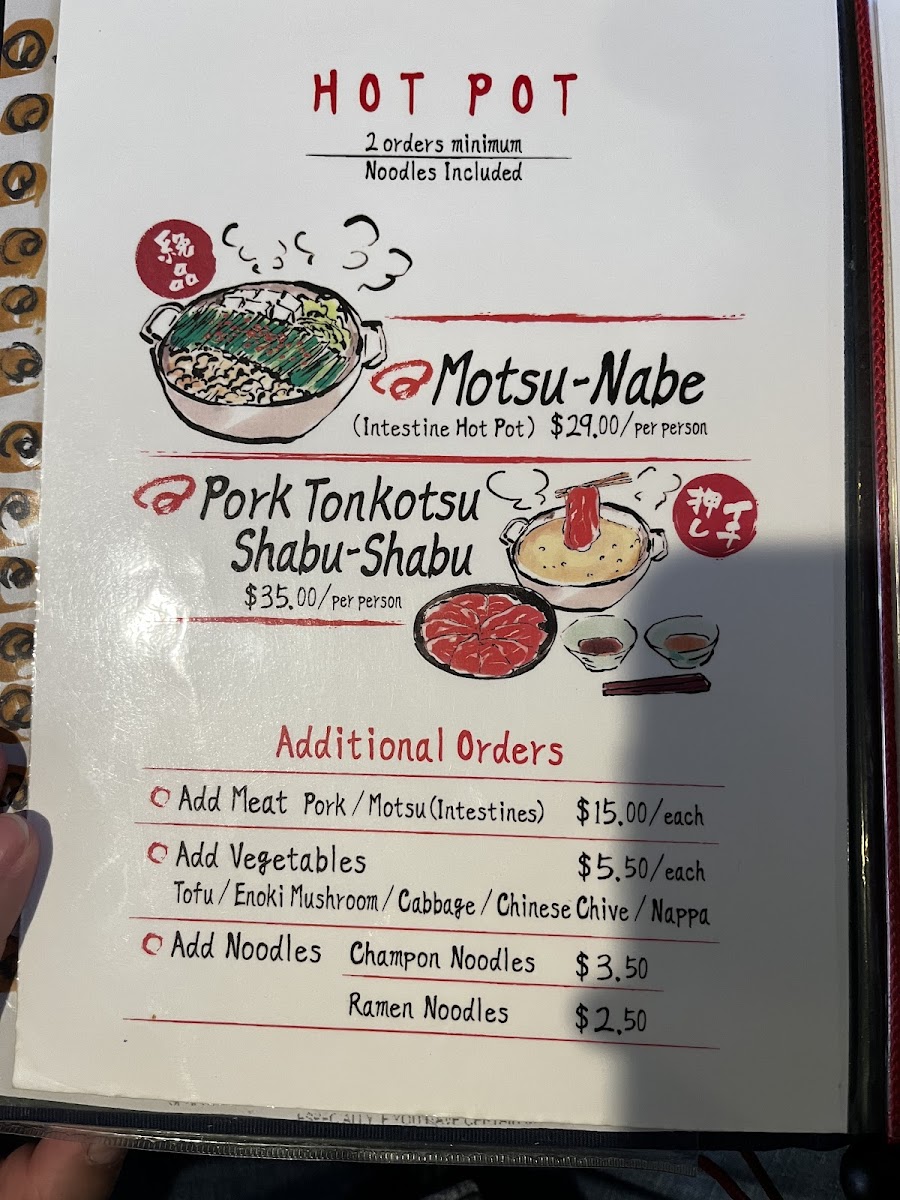 HOT POT
2 orders minimum
Noodles Included
絶品
Motsu-Nabe
(Intestine Hot Pot) $29.00/per person
Pork Tonkotsu
Shabu-Shabu
$35.00/per person
イチ
押し
Additional Orders
Add Meat Pork/Motsu(Intestines) $15.00/each
Add Vegetables $5.50/each
Tofu/Enoki Mushroom/Cabbage/Chinese Chive/Nappa
Add Noodles Champon Noodles $3.50
Ramen Noodles $2.50